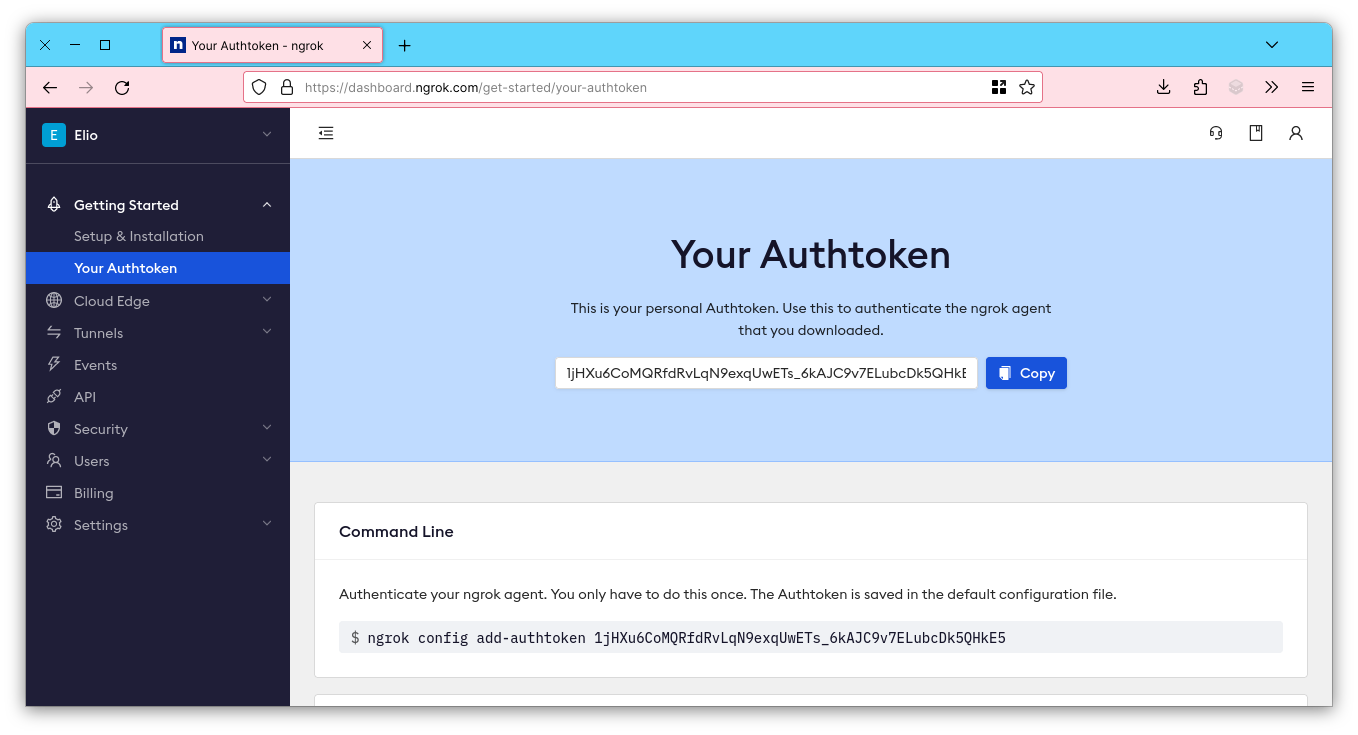 Your Authtoken - ngrok
https://dashboard.ngrok.com/get-started/your-authtoken
E Elio
Getting Started
Setup & Installation
Your Authtoken
Cloud Edge
Tunnels
Events
API
Security
Users
Billing
Settings
Your Authtoken
This is your personal Authtoken. Use this to authenticate the ngrok agent
that you downloaded.
1jHXu6CoMQRfdRvLqN9exqUwETs_6kAJC9v7ELubcDk5QHkE Copy
Command Line
Authenticate your ngrok agent. You only have to do this once. The Authtoken is saved in the default configuration file.
$ ngrok config add-authtoken 1jHXu6CoMQRfdRvLqN9exqUwETs_6kAJC9v7ELubcDk5QHkE5